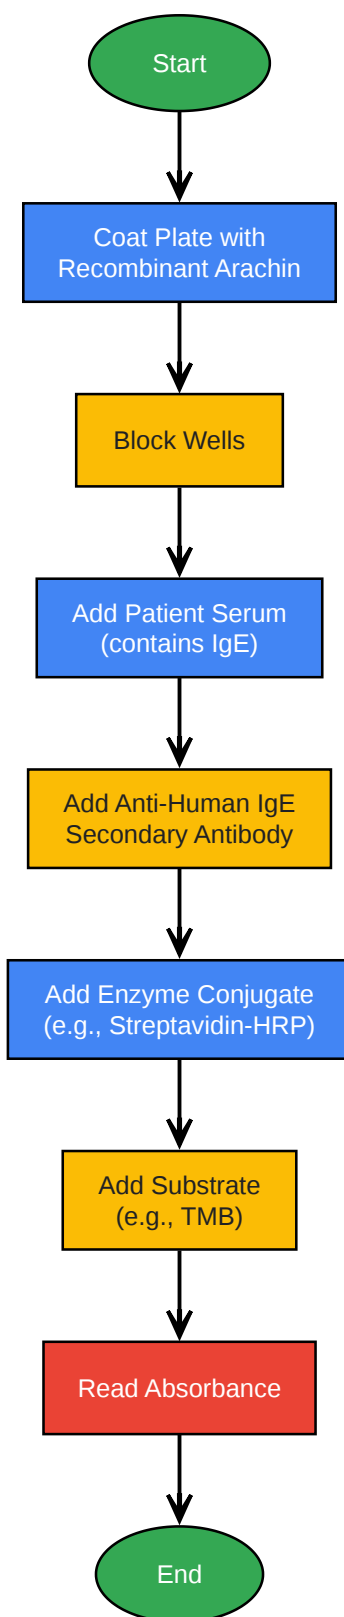 Start
Coat Plate with
Recombinant Arachin
Block Wells
Add Patient Serum
(contains IgE)
Add Anti-Human IgE
Secondary Antibody
Add Enzyme Conjugate
(e.g., Streptavidin-HRP)
Add Substrate
(e.g., TMB)
Read Absorbance
End